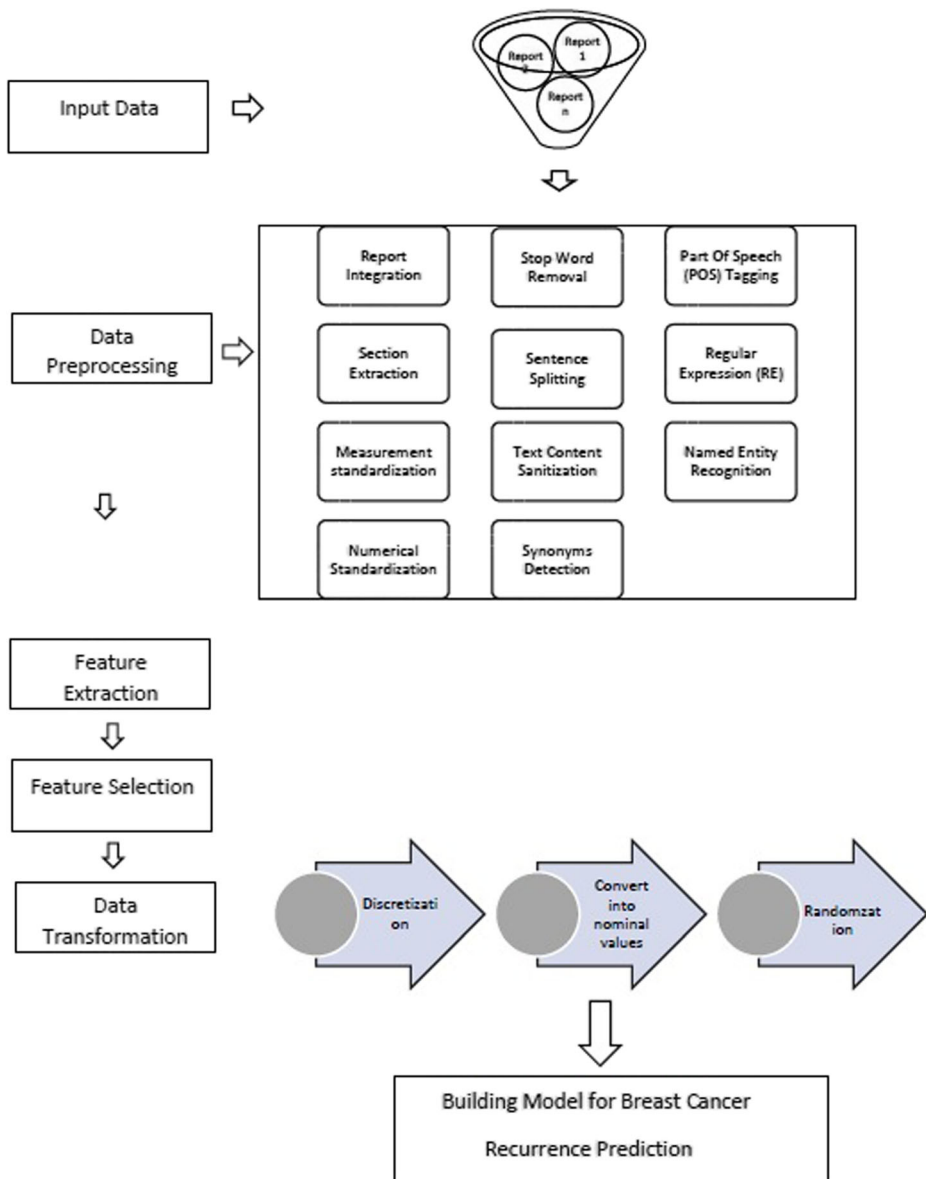 Report
1
Report
2
Report
n
Input Data
Report
Integration
Stop Word
Removal
Part Of Speech
(POS) Tagging
Data
Preprocessing
Section
Extraction
Sentence
Splitting
Regular
Expression (RE)
Measurement
standardization
Text Content
Sanitization
Named Entity
Recognition
Numerical
Standardization
Synonyms
Detection
Feature
Extraction
Feature Selection
Data
Transformation
Discretizati
on
Convert
into
nominal
values
Randomzat
ion
Building Model for Breast Cancer
Recurrence Prediction